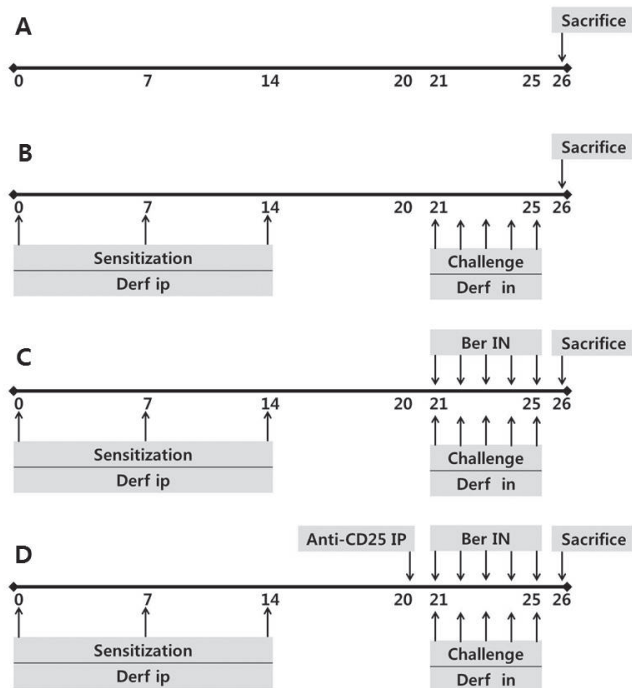 A
Sacrifice
0 7 14 20 21 25 26
B
Sacrifice
0 7 14 20 21 25 26
Sensitization
Derf ip
Challenge
Derf in
C
Ber IN
Sacrifice
0 7 14 20 21 25 26
Sensitization
Derf ip
Challenge
Derf in
D
Anti-CD25 IP
Ber IN
Sacrifice
0 7 14 20 21 25 26
Sensitization
Derf ip
Challenge
Derf in